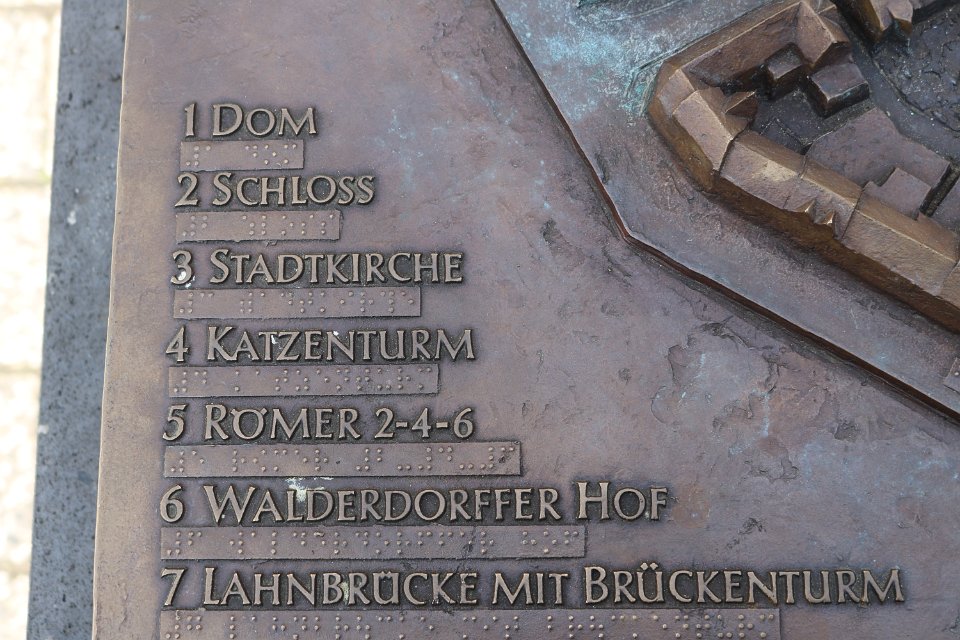 1 DOM
2 SCHLOSS
3 STADTKIRCHE
4 KATZENTURM
5 RÖMER 2-4-6
6 WALDERDORFFER HOF
7 LAHNBRÜCKE MIT BRÜCKENTURM